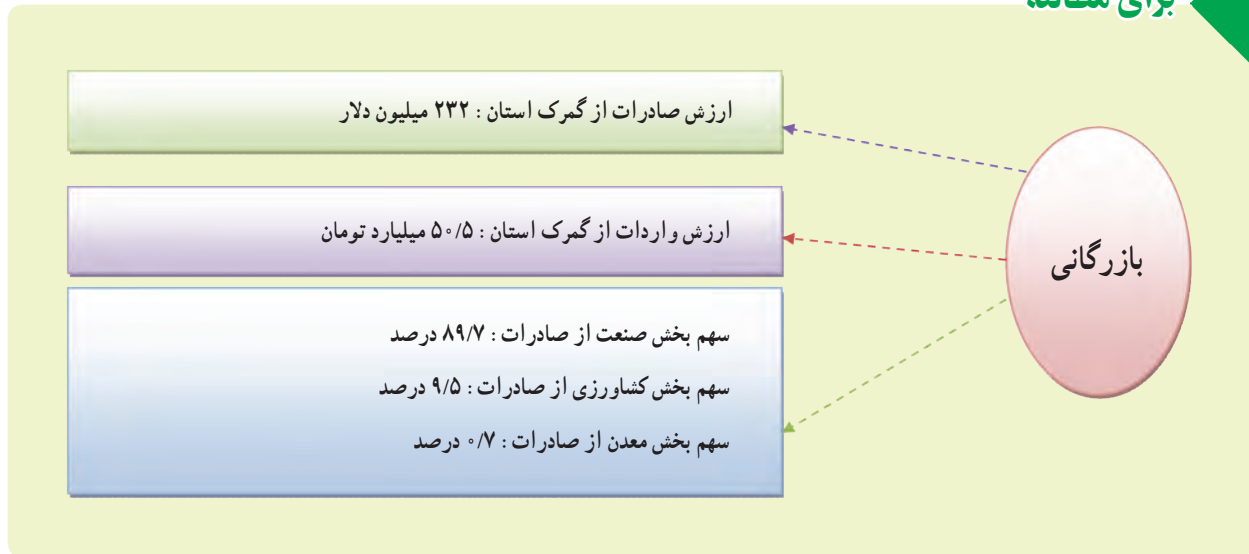 برای
ارزش صادرات از گمرک استان : ۲۳۲ میلیون دلار
ارزش واردات از گمرک استان : ۵۰/۵ میلیارد تومان
بازرگانی
سهم بخش صنعت از صادرات : ۸۹/۷ درصد
سهم بخش کشاورزی از صادرات : ۹/۵ درصد
سهم بخش معدن از صادرات : ۰/۷ درصد